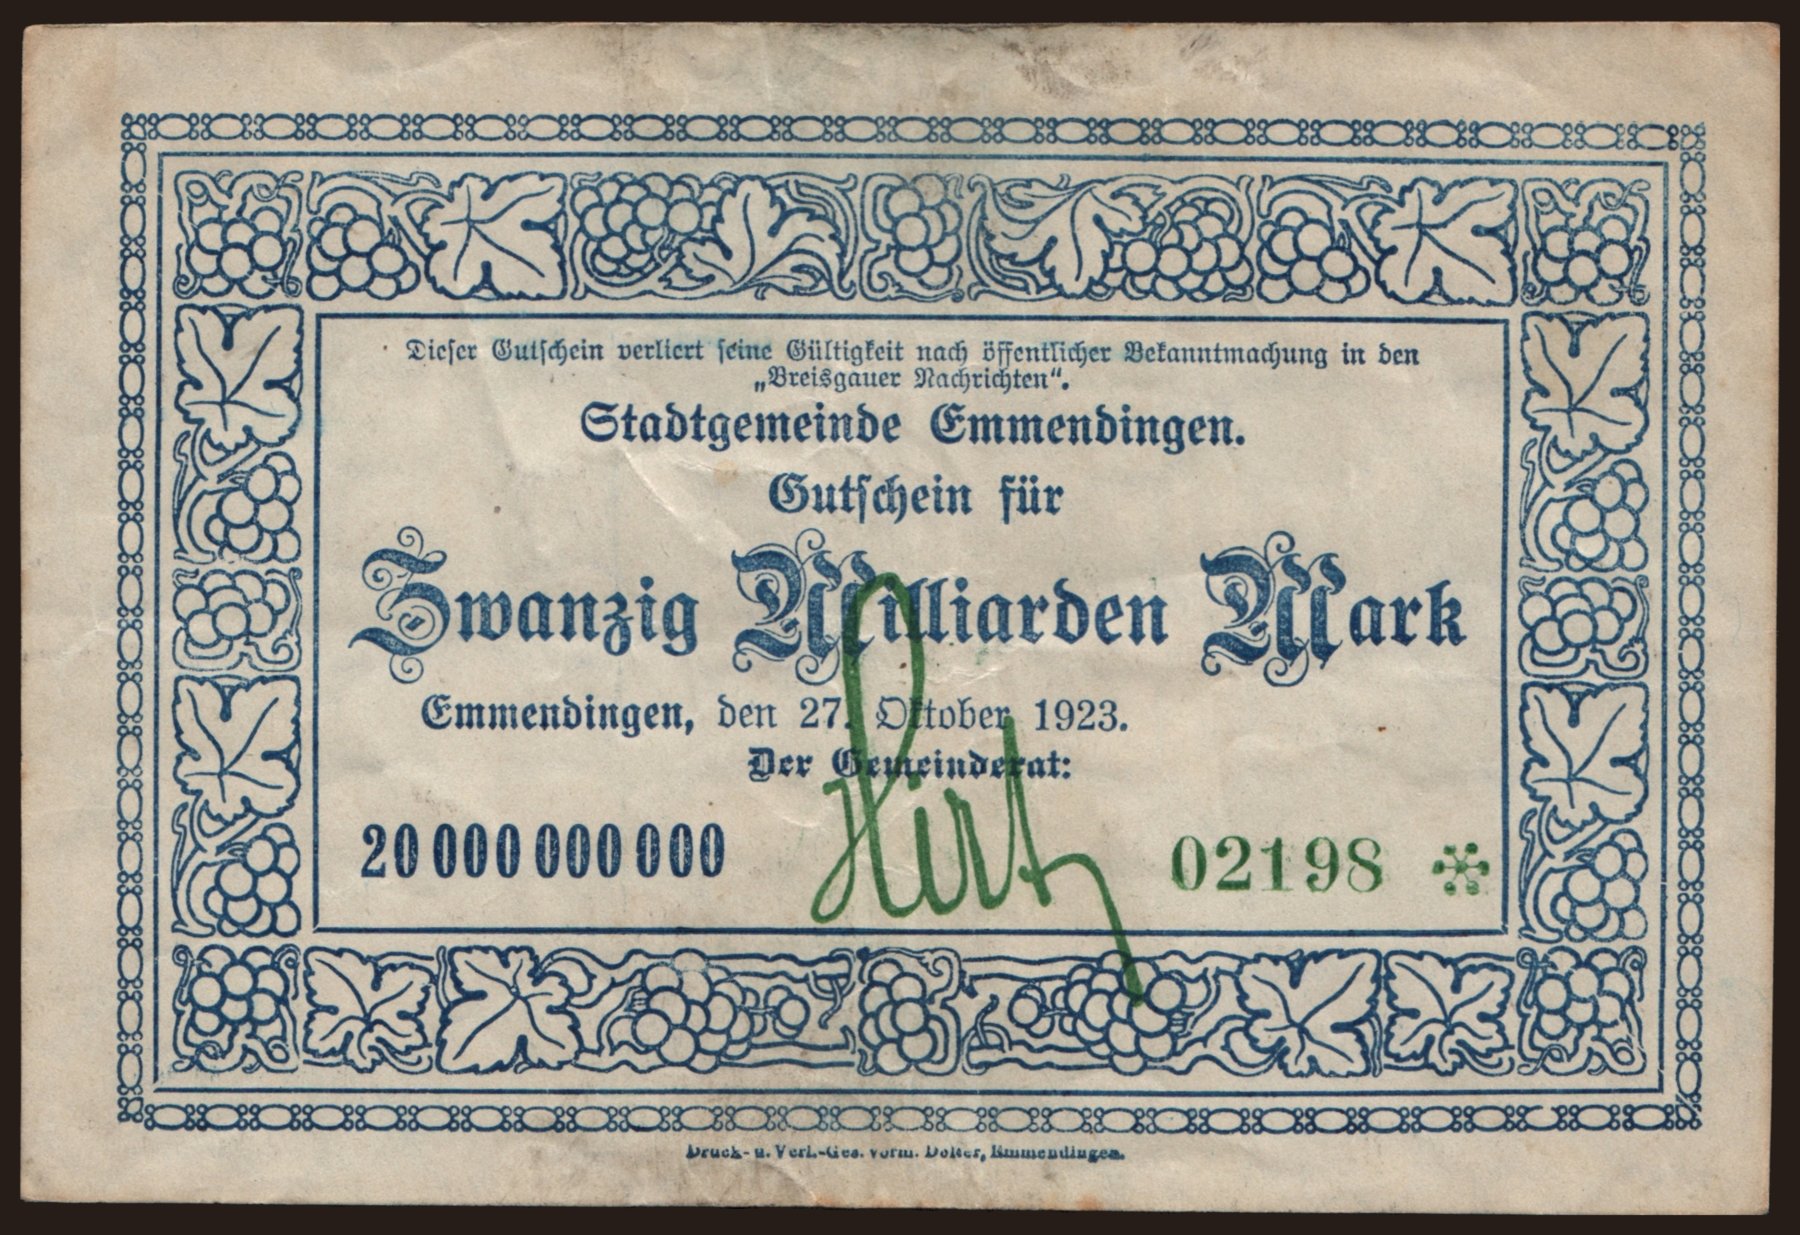 Dieser Gutschein verliert seine Gültigkeit nach öffentlicher Bekanntmachung in den
„Breisgauer Nachrichten“.
Stadtgemeinde Emmendingen.
Gutschein für
Zwanzig Milliarden Mark
Emmendingen, den 27. Oktober 1923.
Der Gemeinderat:
Hirt
20 000 000 000
02198 *
Druck- u. Verl.-Ges. vorm. Dölter, Emmendingen.